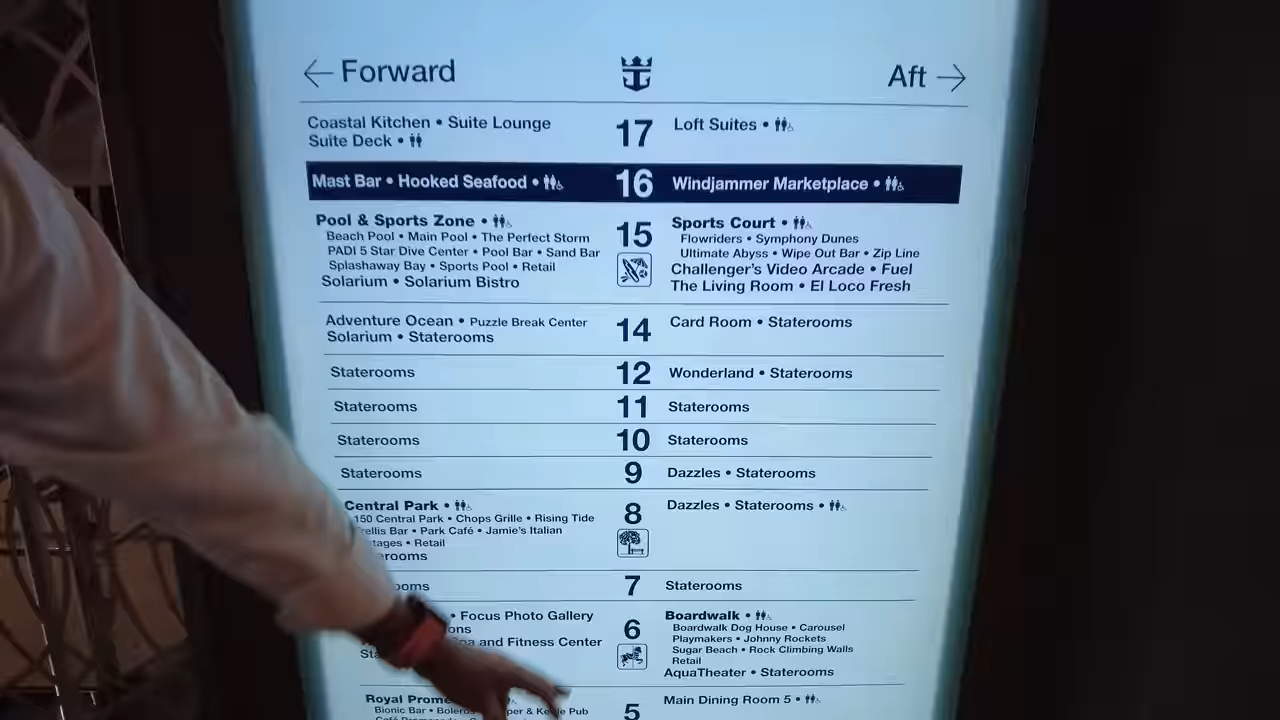 ← Forward
Aft →
Coastal Kitchen • Suite Lounge
Suite Deck •
17
Loft Suites •
Mast Bar • Hooked Seafood •
16
Windjammer Marketplace •
Pool & Sports Zone •
Beach Pool • Main Pool • The Perfect Storm
PADI 5 Star Dive Center • Pool Bar • Sand Bar
Splashaway Bay • Sports Pool • Retail
Solarium • Solarium Bistro
15
Sports Court •
Flowriders • Symphony Dunes
Ultimate Abyss • Wipe Out Bar • Zip Line
Challenger's Video Arcade • Fuel
The Living Room • El Loco Fresh
Adventure Ocean • Puzzle Break Center
Solarium • Staterooms
14
Card Room • Staterooms
Staterooms
12
Wonderland • Staterooms
Staterooms
11
Staterooms
Staterooms
10
Staterooms
Staterooms
9
Dazzles • Staterooms
Central Park •
150 Central Park • Chops Grille • Rising Tide
Bar • Park Café • Jamie's Italian
• Retail
8
Dazzles • Staterooms •
7
Staterooms
• Focus Photo Gallery
and Fitness Center
6
Boardwalk •
Boardwalk Dog House • Carousel
Playmakers • Johnny Rockets
Sugar Beach • Rock Climbing Walls
Retail
AquaTheater • Staterooms
Royal
Bionic Bar •
Pub
5
Main Dining Room 5 •